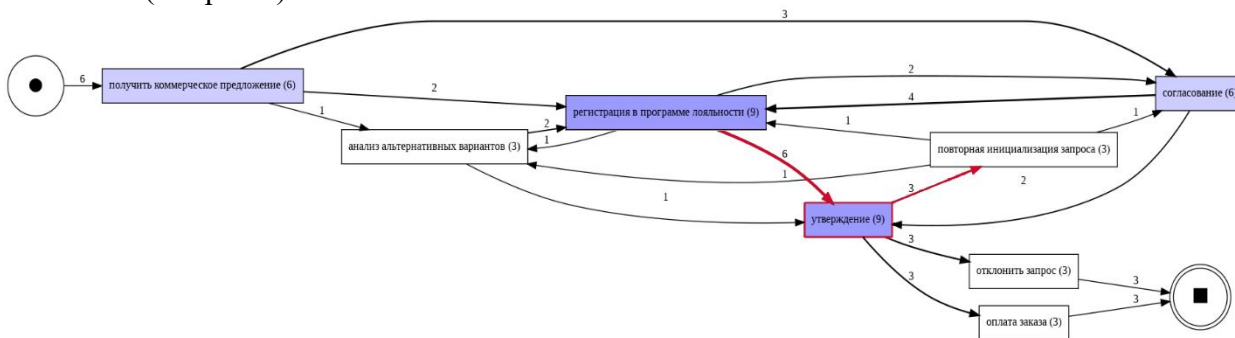 3
6
получить коммерческое предложение (6)
2
2
согласование (6)
4
регистрация в программе лояльности (9)
1
1
2
1
1
анализ альтернативных вариантов (3)
повторная инициализация запроса (3)
6
1
3
2
1
утверждение (9)
3
отклонить запрос (3)
3
3
3
оплата заказа (3)